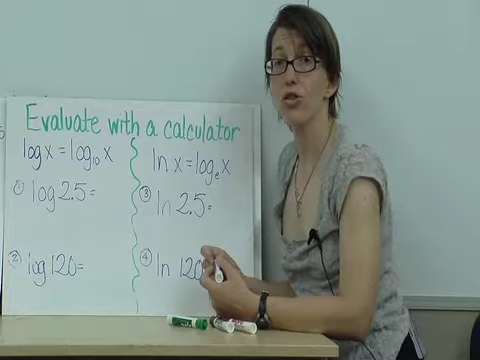 Evaluate with a calculator
log x = log10 x
① log 2.5 =
② log 120 =
ln x = loge x
③ ln 2.5 =
④ ln 120